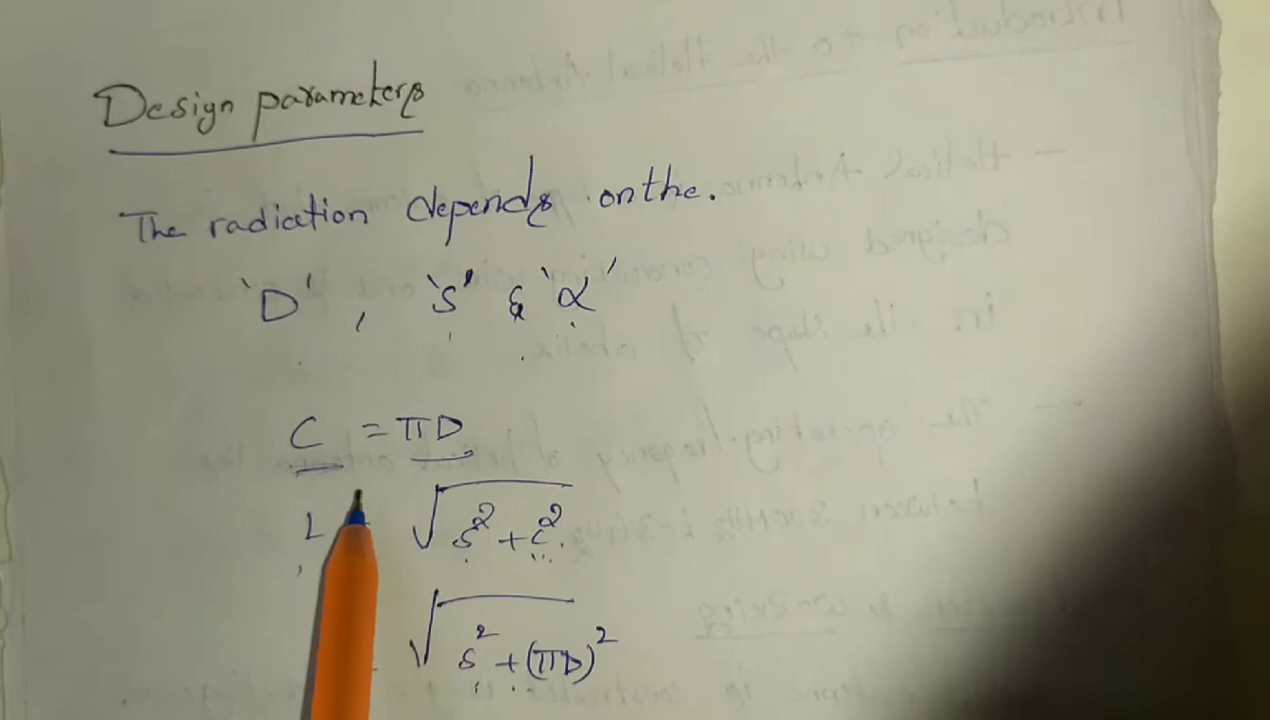 Design parameters
The radiation depends on the.
'D', 'S' & 'α'
C = πD
L √S²+C²
√S²+(πD)²